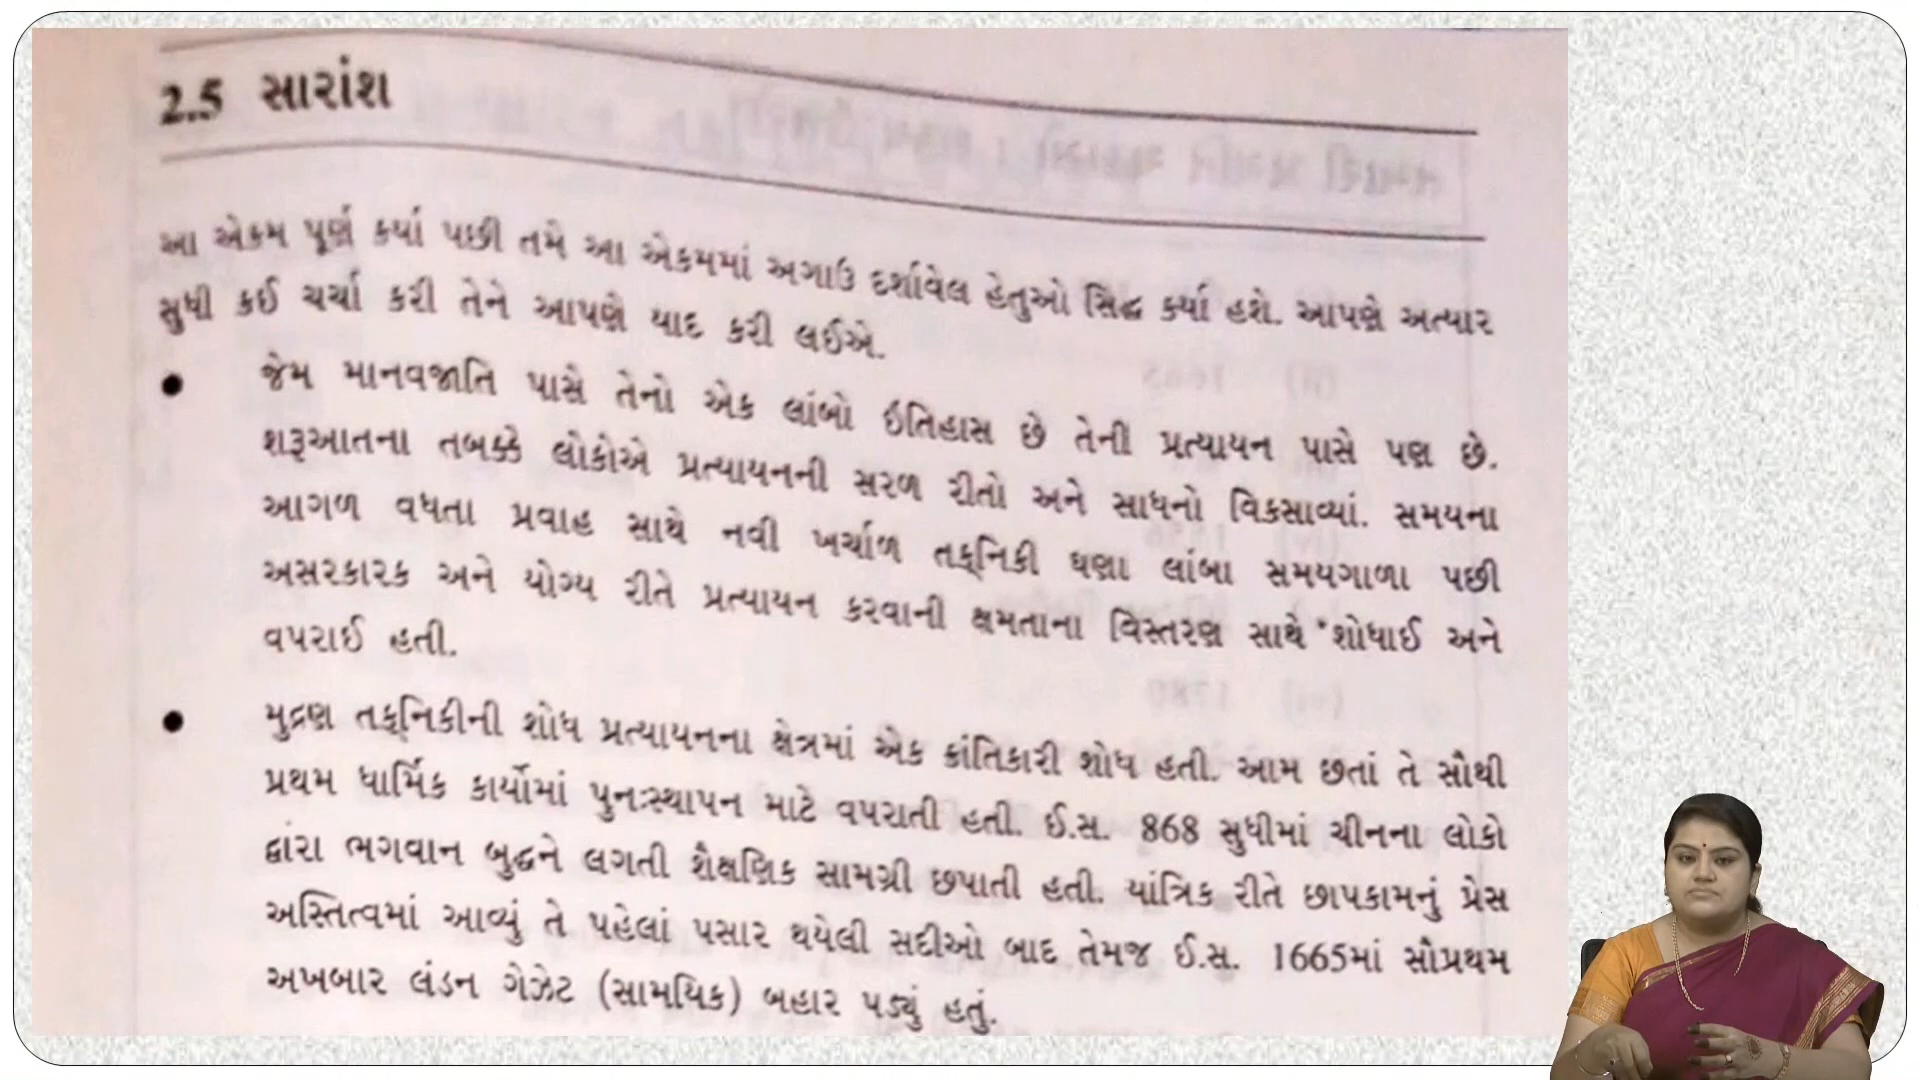 2.5 સારાંશ
આ એકમ પૂર્ણ કર્યા પછી તમે આ એકમમાં અગાઉ દર્શાવેલ હેતુઓ સિદ્ધ કર્યા હશે. આપણે અત્યાર
સુધી કઈ ચર્ચા કરી તેને આપણે યાદ કરી લઈએ.
● જેમ માનવજાતિ પાસે તેનો એક લાંબો ઈતિહાસ છે તેની પ્રત્યાયન પાસે પણ છે.
શરૂઆતના તબક્કે લોકોએ પ્રત્યાયનની સરળ રીતો અને સાધનો વિકસાવ્યાં. સમયના
આગળ વધતા પ્રવાહ સાથે નવી ખર્ચાળ તક્નિકી ઘણા લાંબા સમયગાળા પછી
અસરકારક અને યોગ્ય રીતે પ્રત્યાયન કરવાની ક્ષમતાના વિસ્તરણ સાથે શોધાઈ અને
વપરાઈ હતી.
● મુદ્રણ તક્નિકીની શોધ પ્રત્યાયનના ક્ષેત્રમાં એક ક્રાંતિકારી શોધ હતી. આમ છતાં તે સૌથી
પ્રથમ ધાર્મિક કાર્યોમાં પુનઃસ્થાપન માટે વપરાતી હતી. ઈ.સ. 868 સુધીમાં ચીનના લોકો
દ્વારા ભગવાન બુદ્ધને લગતી શૈક્ષણિક સામગ્રી છપાતી હતી. યાંત્રિક રીતે છાપકામનું પ્રેસ
અસ્તિત્વમાં આવ્યું તે પહેલાં પસાર થયેલી સદીઓ બાદ તેમજ ઈ.સ. 1665માં સૌપ્રથમ
અખબાર લંડન ગેઝેટ (સામયિક) બહાર પડ્યું હતું.